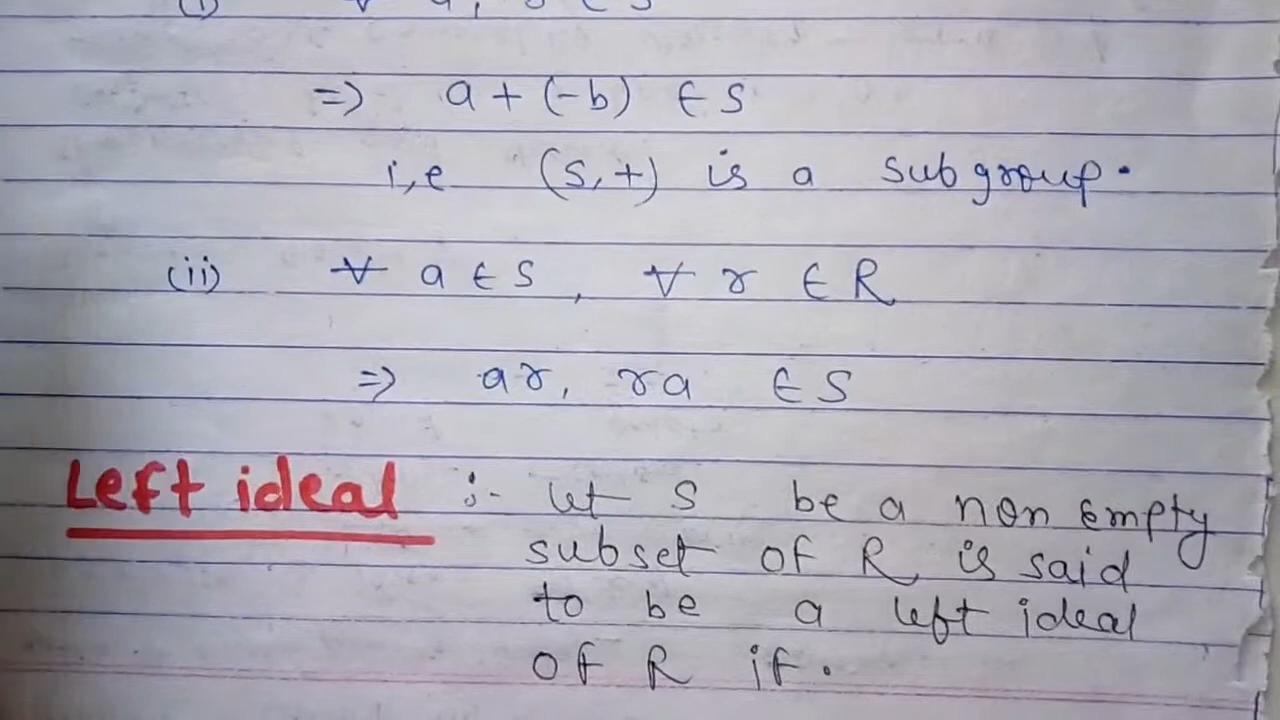 (i) ∀ a, b ∈ S
=> a + (-b) ∈ S
i,e (S,+) is a subgroup.
(ii) ∀ a ∈ S, ∀ r ∈ R
=> ar, ra ∈ S
Left ideal :- let S be a non empty
subset of R is said
to be a left ideal
of R if.